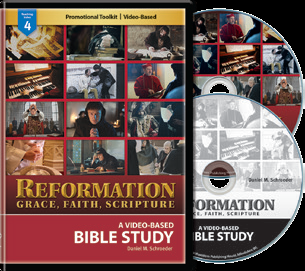 4
Promotional Toolkit | Video-Based
REFORMATION
GRACE, FAITH, SCRIPTURE
A VIDEO-BASED
BIBLE STUDY
Daniel M. Schroeder
REFORMATION
GRACE, FAITH, SCRIPTURE
A VIDEO-BASED
BIBLE STUDY
Daniel M. Schroeder